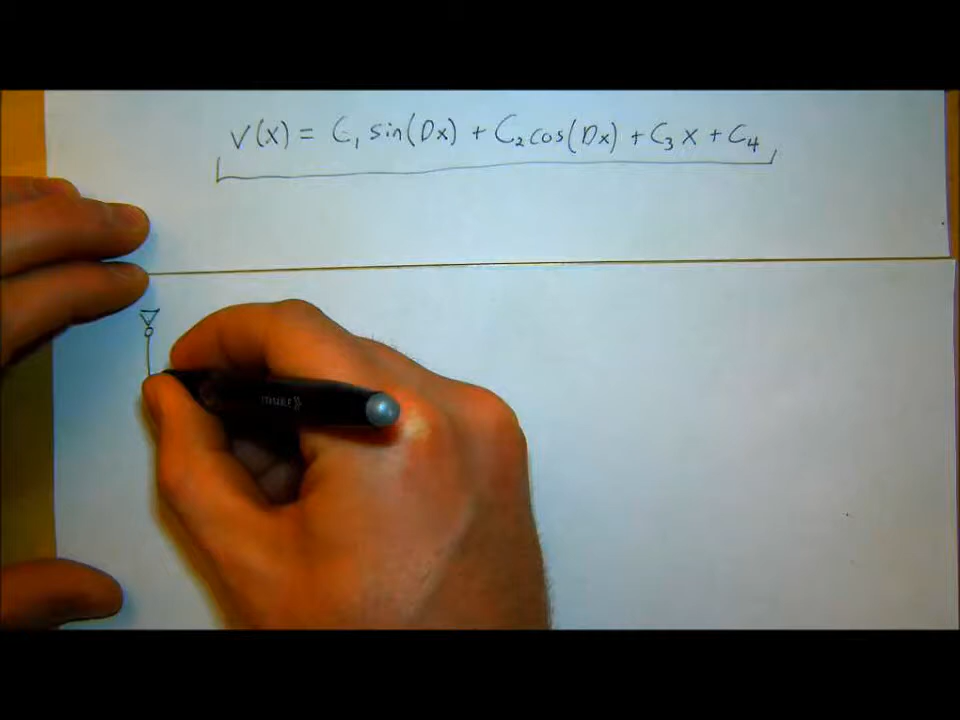 V(x) = C₁ sin(Dx) + C₂ cos(Dx) + C₃ x + C₄